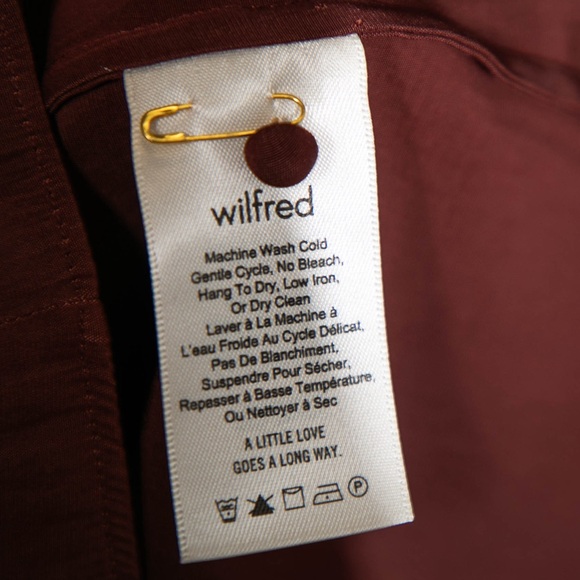 wilfred
Machine Wash Cold
Gentle Cycle, No Bleach,
Hang To Dry, Low Iron,
Or Dry Clean
Laver à La Machine à
L'eau Froide Au Cycle Délicat,
Pas De Blanchiment,
Suspendre Pour Sécher,
Repasser à Basse Température,
Ou Nettoyer à Sec
A LITTLE LOVE
GOES A LONG WAY.
P